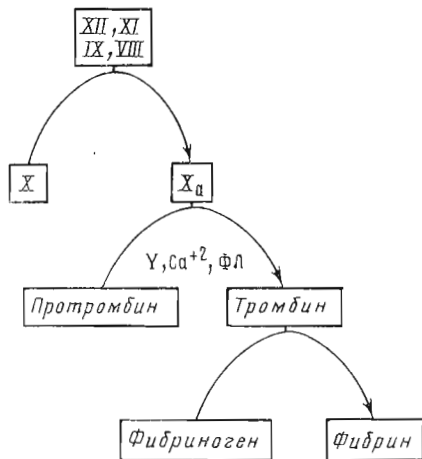 XII, XI
IX, VIII
X
Xa
Y, Ca+2, ФЛ
Протромбин
Тромбин
Фибриноген
Фибрин